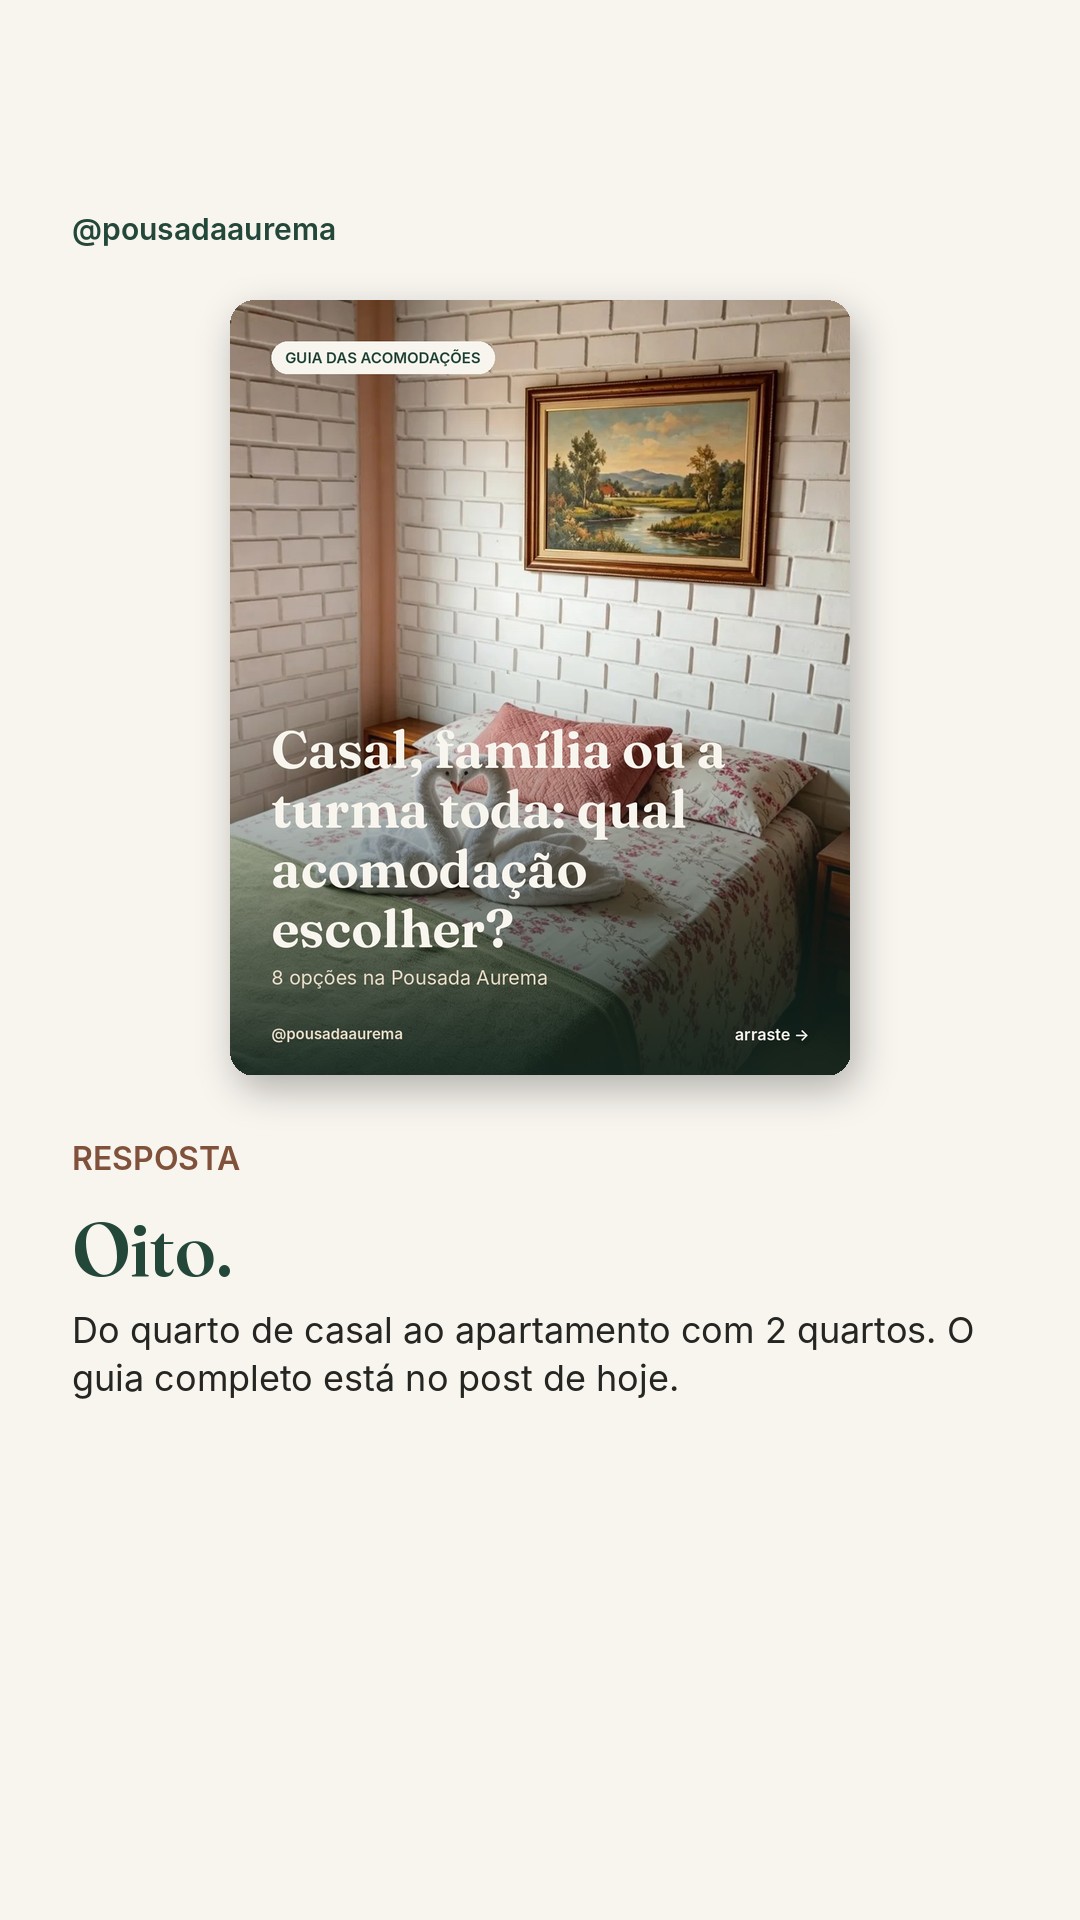 @pousadaaurema
GUIA DAS ACOMODAÇÕES
Casal, família ou a
turma toda: qual
acomodação
escolher?
8 opções na Pousada Aurema
@pousadaaurema
arraste →
RESPOSTA
Oito.
Do quarto de casal ao apartamento com 2 quartos. O
guia completo está no post de hoje.